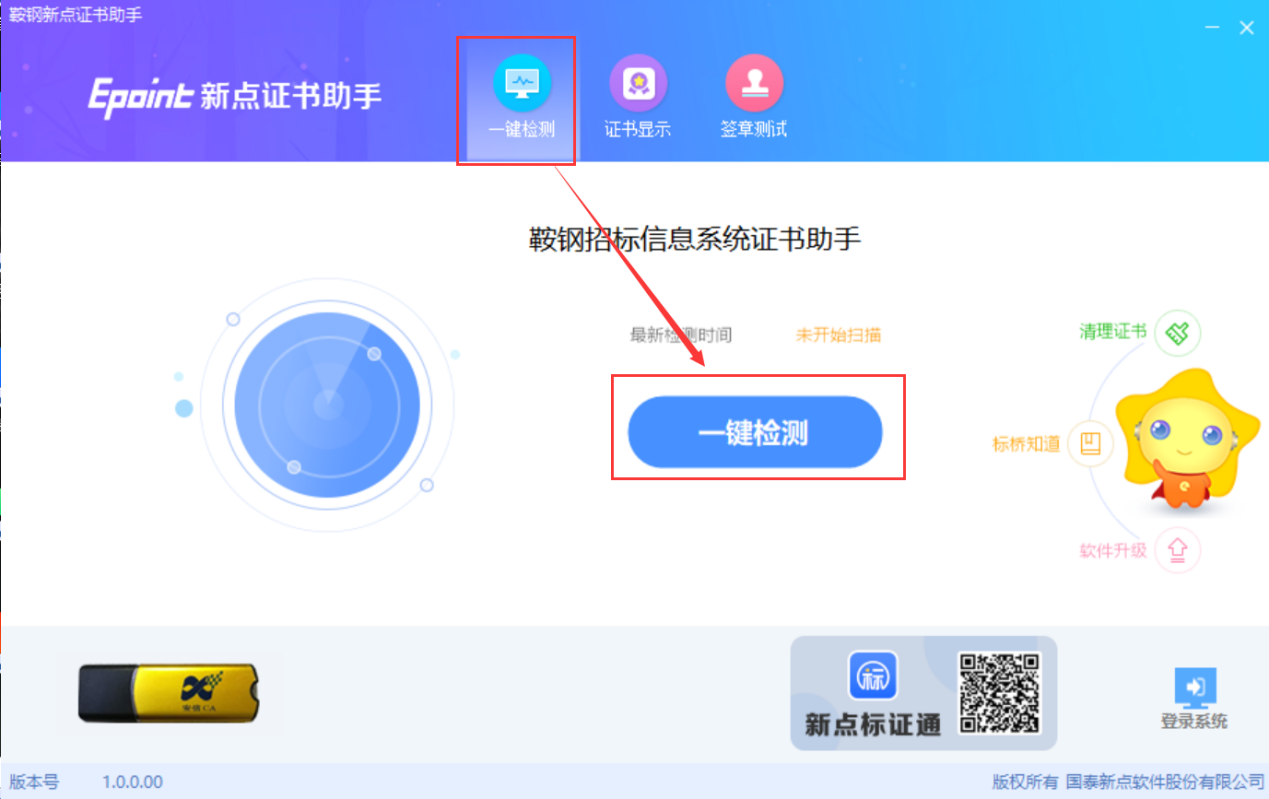 鞍钢新点证书助手
Epoint 新点证书助手
一键检测
证书显示
签章测试
鞍钢招标信息系统证书助手
最新检测时间 未开始扫描
一键检测
清理证书
标桥知道
软件升级
安信CA
标
新点标证通
登录系统
版本号 1.0.0.00
版权所有 国泰新点软件股份有限公司